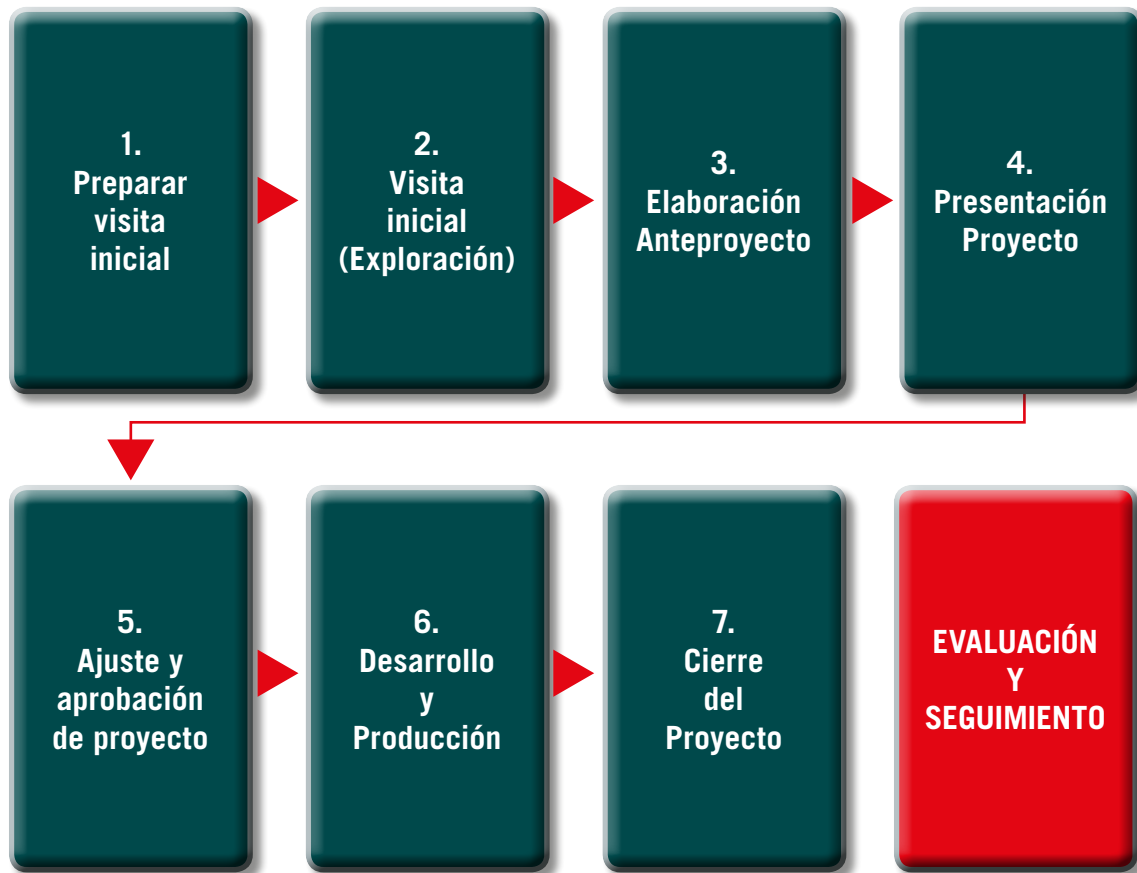 1.
Preparar
visita
inicial
2.
Visita
inicial
(Exploración)
3.
Elaboración
Anteproyecto
4.
Presentación
Proyecto
5.
Ajuste y
aprobación
de proyecto
6.
Desarrollo
y
Producción
7.
Cierre
del
Proyecto
EVALUACIÓN
Y
SEGUIMIENTO